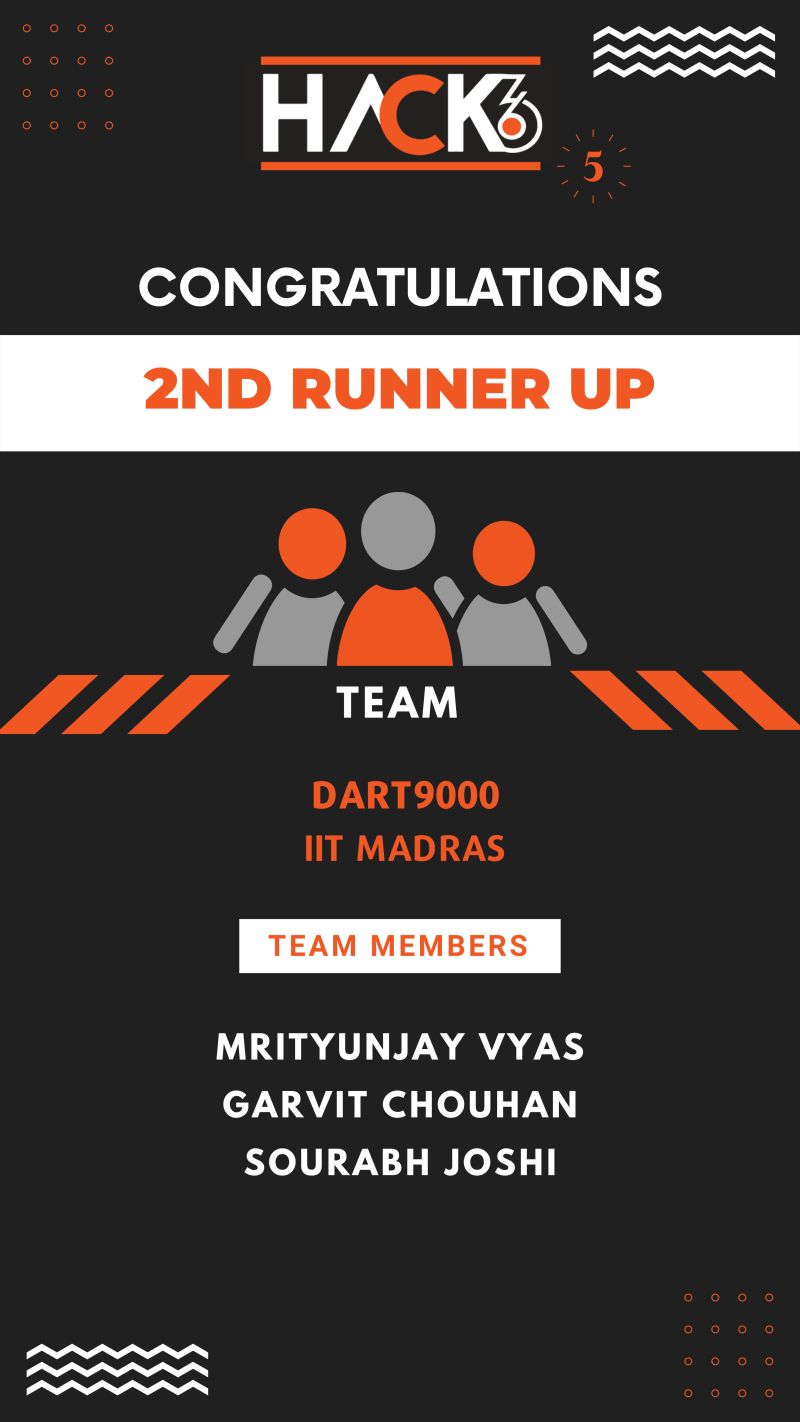 HACK36
5
CONGRATULATIONS
2ND RUNNER UP
TEAM
DART9000
IIT MADRAS
TEAM MEMBERS
MRITYUNJAY VYAS
GARVIT CHOUHAN
SOURABH JOSHI